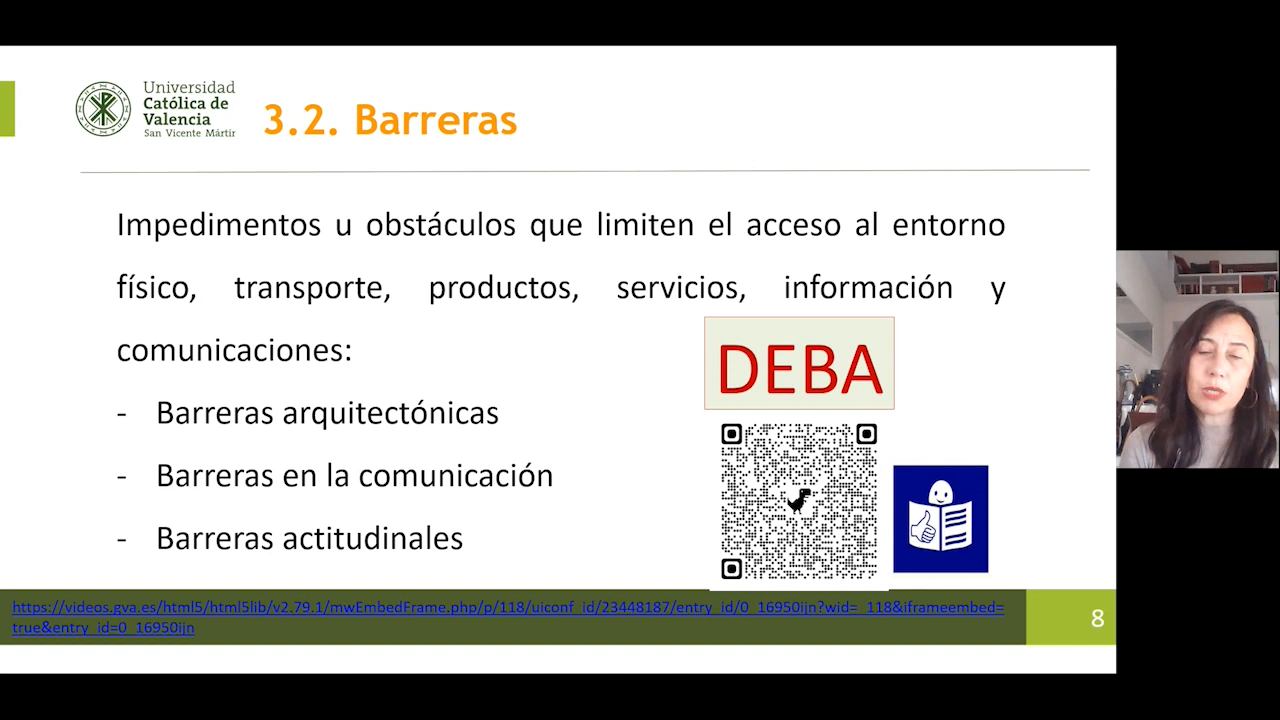 Universidad
Católica de
Valencia
San Vicente Mártir
3.2. Barreras
Impedimentos u obstáculos que limiten el acceso al entorno
físico, transporte, productos, servicios, información y
comunicaciones:
DEBA
- Barreras arquitectónicas
- Barreras en la comunicación
- Barreras actitudinales
https://videos.gva.es/html5/html5lib/v2.79.1/mwEmbedFrame.php/p/118/uiconf_id/23448187/entry_id/0_16950ijn?wid=_118&iframeembed=
true&entry_id=0_16950ijn
8